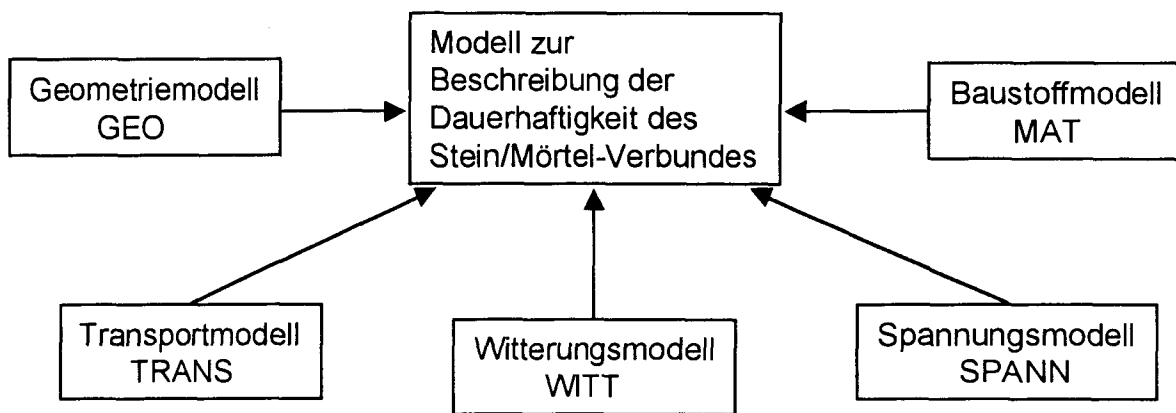 Modell zur
Beschreibung der
Dauerhaftigkeit des
Stein/Mörtel-Verbundes
Geometriemodell
GEO
Baustoffmodell
MAT
Transportmodell
TRANS
Witterungsmodell
WITT
Spannungsmodell
SPANN